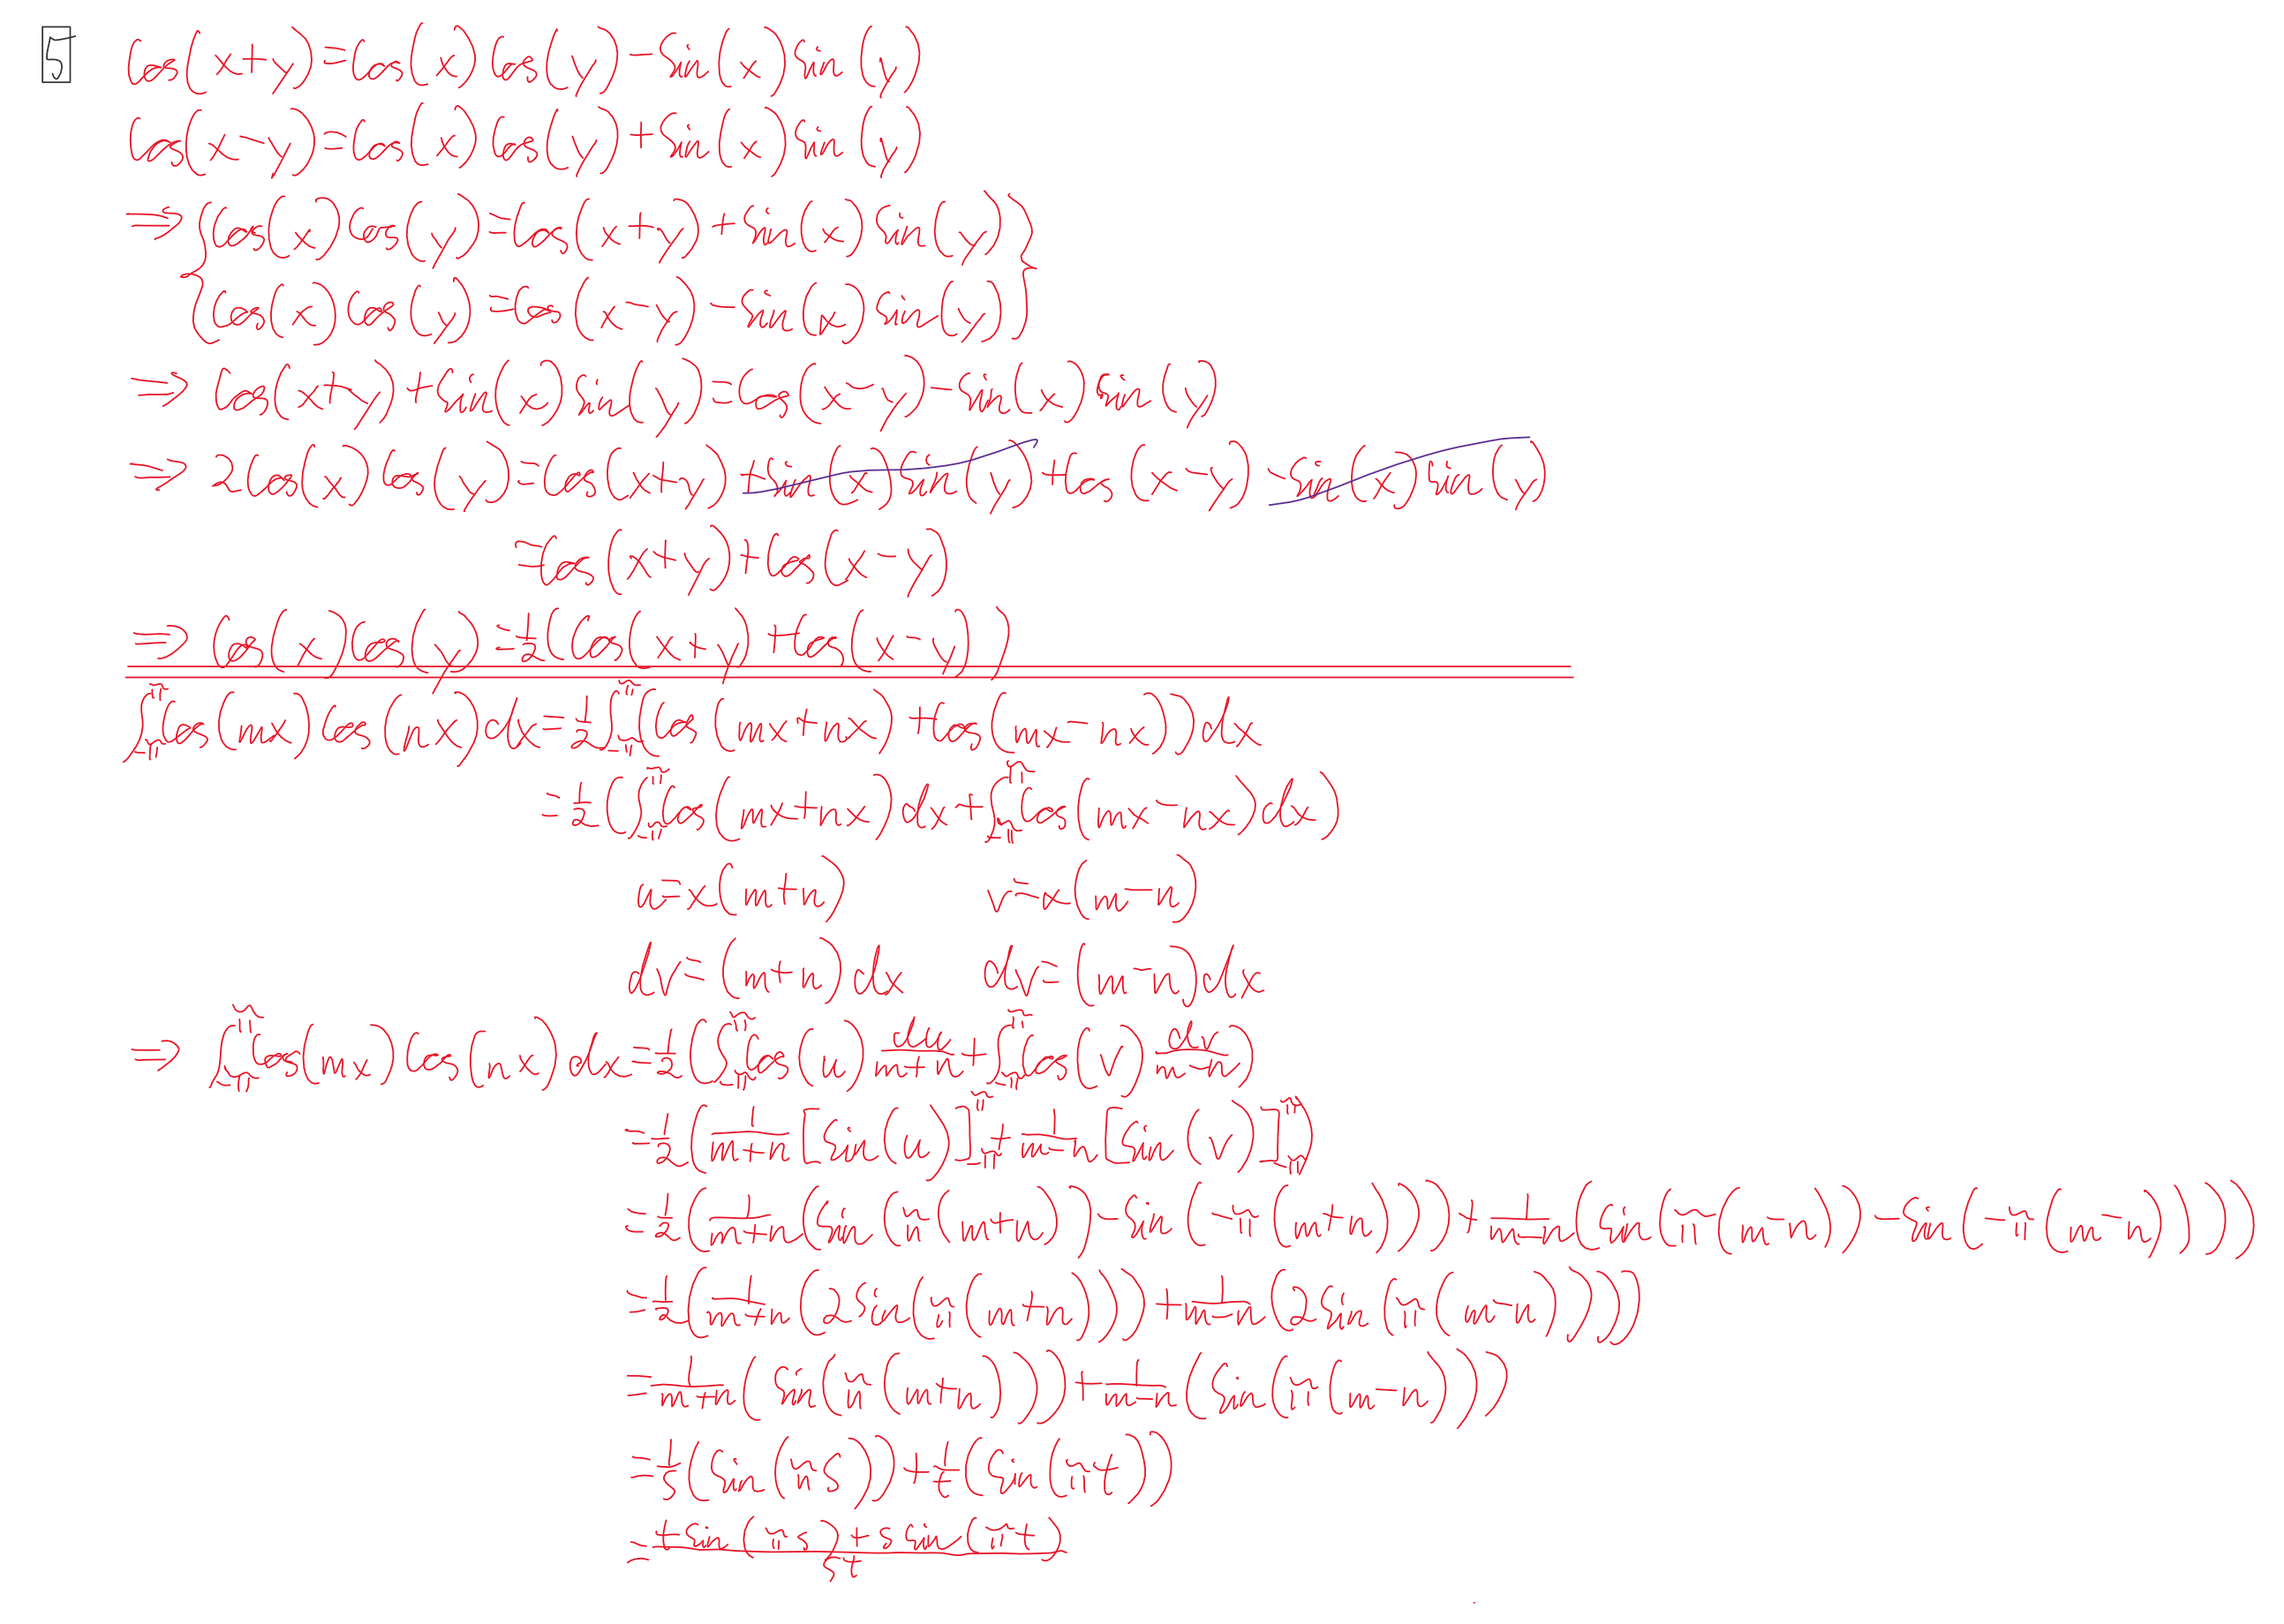 5 cos(x+y)=cos(x)cos(y)-sin(x)sin(y)
cos(x-y)=cos(x)cos(y)+sin(x)sin(y)
⇒ {cos(x)cos(y)=cos(x+y)+sin(x)sin(y)
cos(x)cos(y)=cos(x-y)-sin(x)sin(y)}
⇒ cos(x+y)+sin(x)sin(y)=cos(x-y)-sin(x)sin(y)
⇒ 2cos(x)cos(y)=cos(x+y)+sin(x)sin(y)+cos(x-y)-sin(x)sin(y)
=cos(x+y)+cos(x-y)
⇒ cos(x)cos(y)=1/2(cos(x+y)+cos(x-y))
∫_{-π}^{π}cos(mx)cos(nx)dx=1/2∫_{-π}^{π}(cos(mx+nx)+cos(mx-nx))dx
=1/2(∫_{-π}^{π}cos(mx+nx)dx+∫_{-π}^{π}cos(mx-nx)dx)
u=x(m+n) v=x(m-n)
dv=(m+n)dx dv=(m-n)dx
⇒ ∫_{-π}^{π}cos(mx)cos(nx)dx=1/2(∫_{-π}^{π}cos(u)du/(m+n)+∫_{-π}^{π}cos(v)dv/(m-n))
=1/2(1/(m+n)[sin(u)]_{-π}^{π}+1/(m-n)[sin(v)]_{-π}^{π})
=1/2(1/(m+n)(sin(π(m+n))-sin(-π(m+n)))+1/(m-n)(sin(π(m-n))-sin(-π(m-n))))
=1/2(1/(m+n)(2sin(π(m+n)))+1/(m-n)(2sin(π(m-n))))
=1/(m+n)(sin(π(m+n)))+1/(m-n)(sin(π(m-n)))
=1/s(sin(πs))+1/t(sin(πt))
=(t sin(πs)+s sin(πt))/st